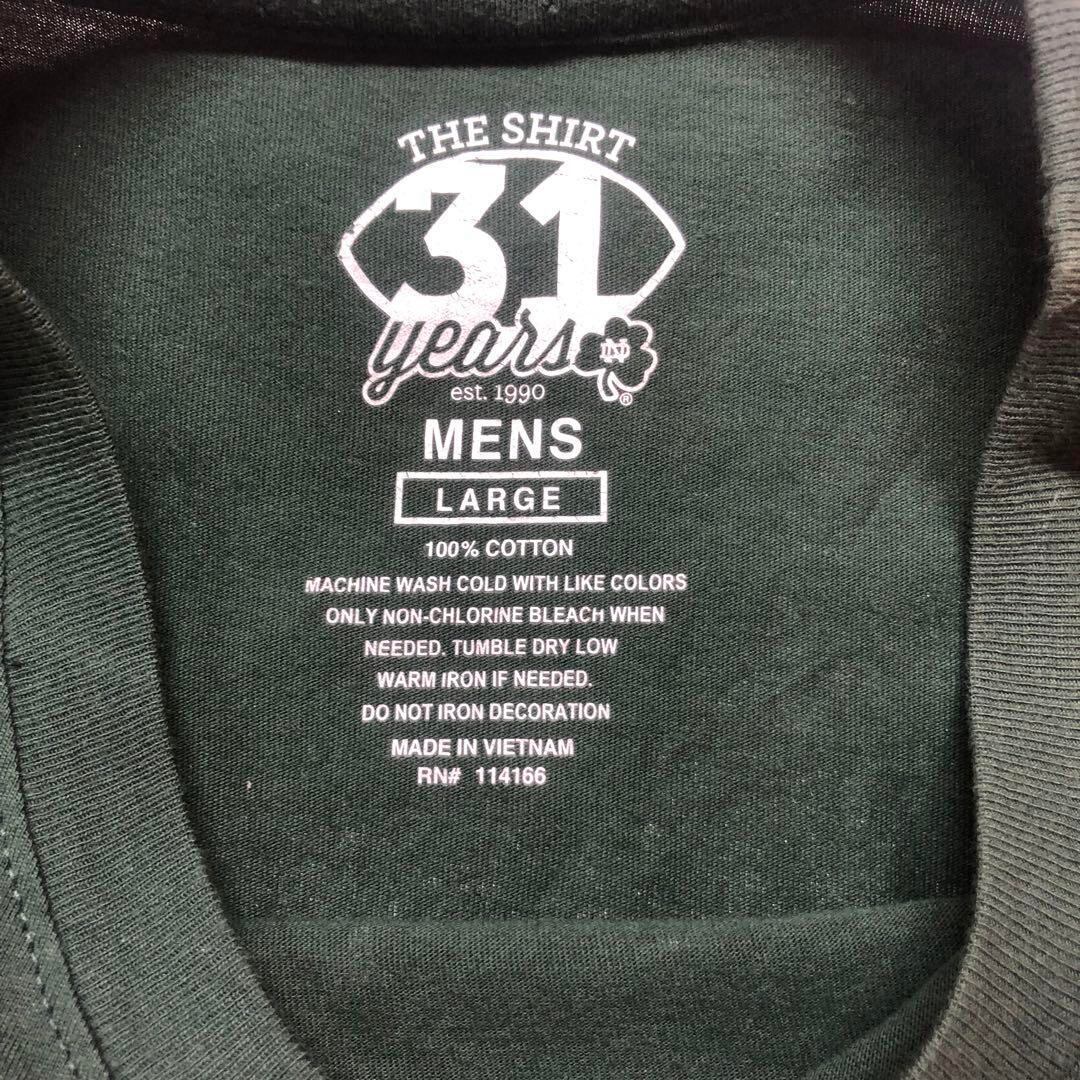 THE SHIRT
31
years
ND
est. 1990
®
MENS
LARGE
100% COTTON
MACHINE WASH COLD WITH LIKE COLORS
ONLY NON-CHLORINE BLEACH WHEN
NEEDED. TUMBLE DRY LOW
WARM IRON IF NEEDED.
DO NOT IRON DECORATION
MADE IN VIETNAM
RN# 114166